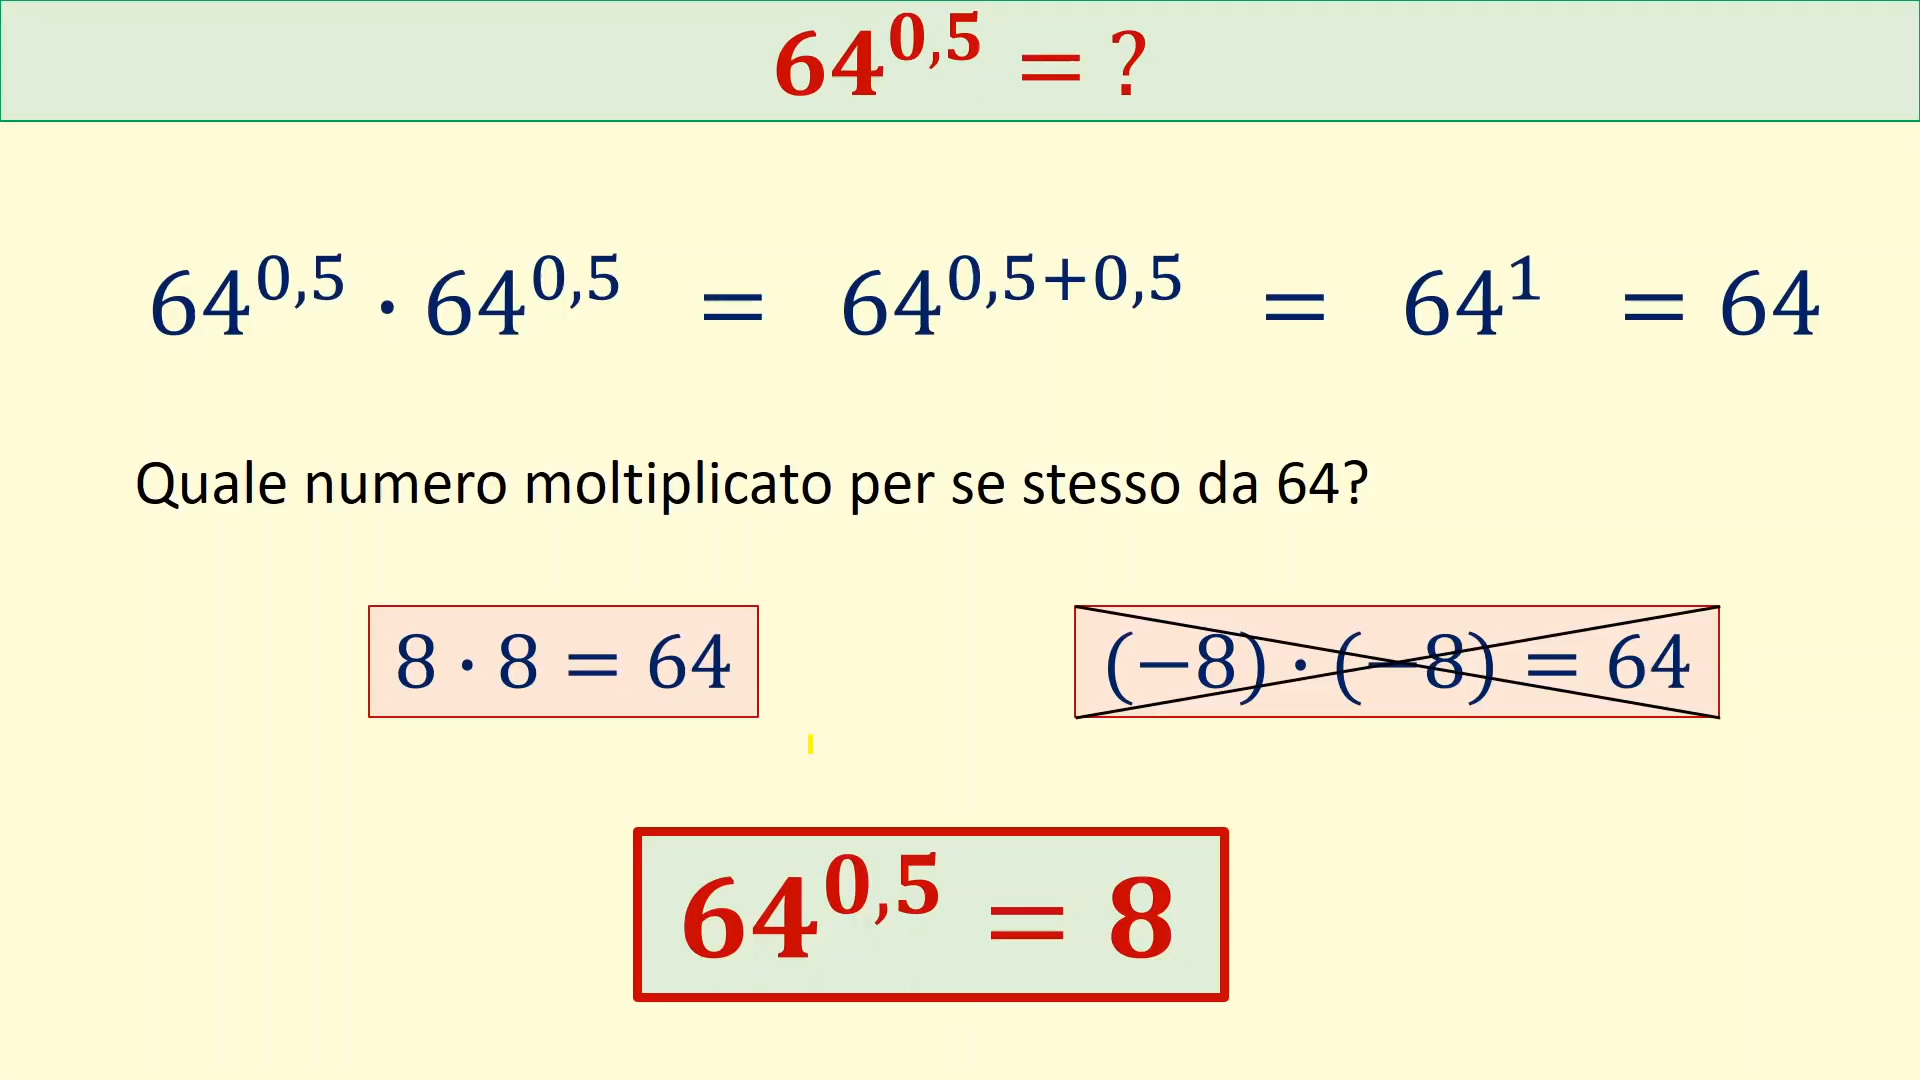 64^0,5 = ?
64^0,5 · 64^0,5 = 64^0,5+0,5 = 64^1 = 64
Quale numero moltiplicato per se stesso da 64?
8 · 8 = 64 (−8) · (−8) = 64
64^0,5 = 8